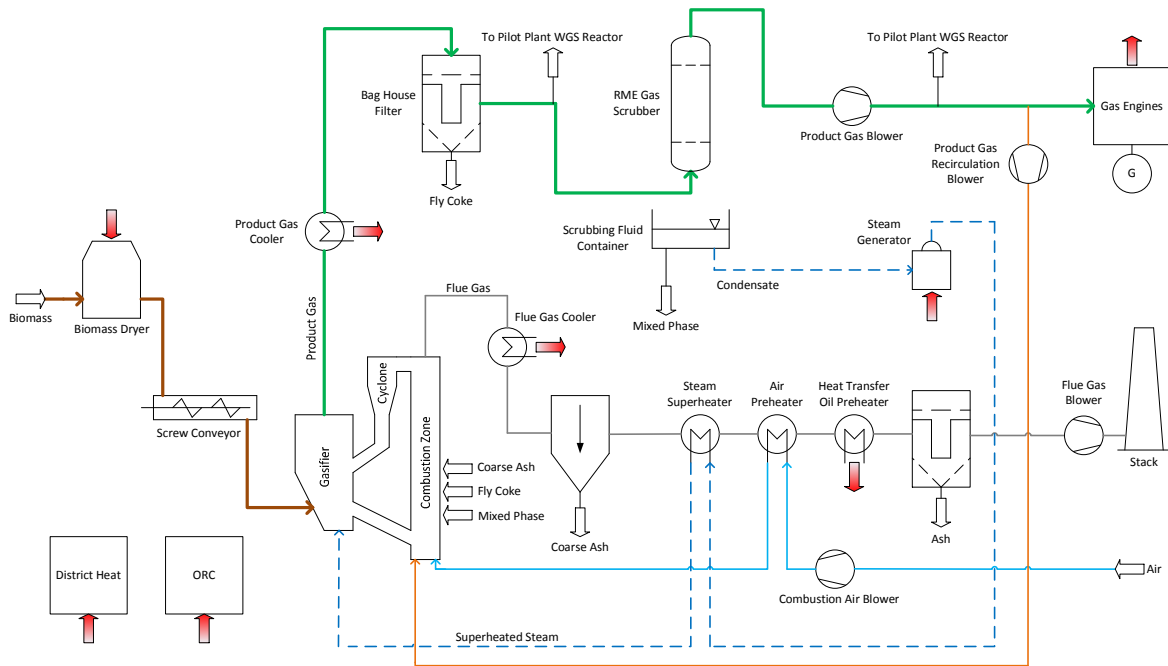 To Pilot Plant WGS Reactor
To Pilot Plant WGS Reactor
Bag House
Filter
RME Gas
Scrubber
Gas Engines
Product Gas Blower
Product Gas
Recirculation
Blower
G
Fly Coke
Product Gas
Cooler
Scrubbing Fluid
Container
Steam
Generator
Condensate
Mixed Phase
Biomass
Biomass Dryer
Product Gas
Flue Gas
Flue Gas Cooler
Cyclone
Steam
Superheater
Air
Preheater
Heat Transfer
Oil Preheater
Flue Gas
Blower
Stack
Screw Conveyor
Gasifier
Combustion Zone
Coarse Ash
Fly Coke
Mixed Phase
Coarse Ash
Ash
District Heat
ORC
Combustion Air Blower
Air
Superheated Steam